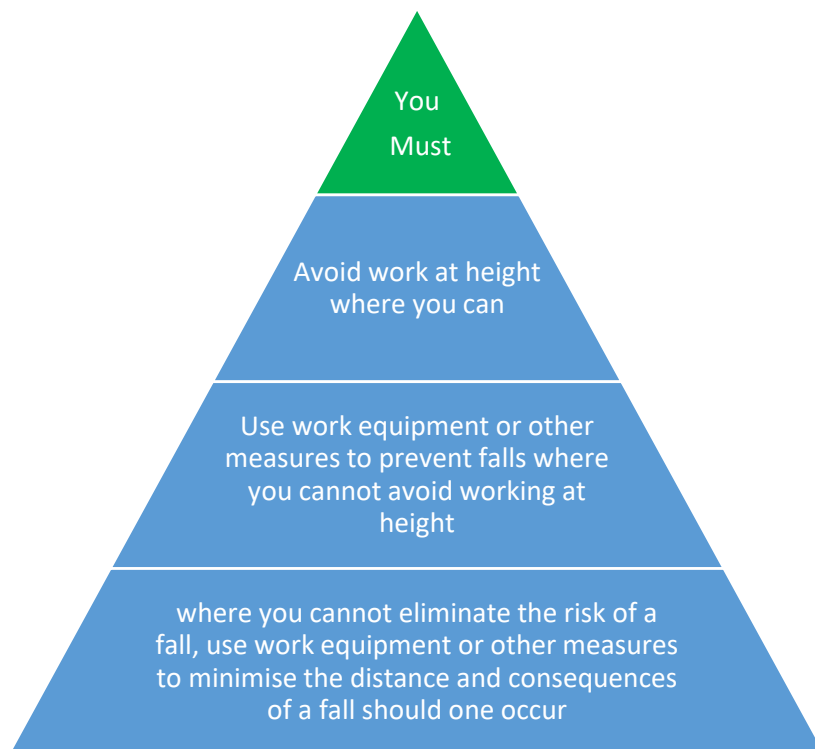 You
Must
Avoid work at height
where you can
Use work equipment or other
measures to prevent falls where
you cannot avoid working at
height
where you cannot eliminate the risk of a
fall, use work equipment or other measures
to minimise the distance and consequences
of a fall should one occur